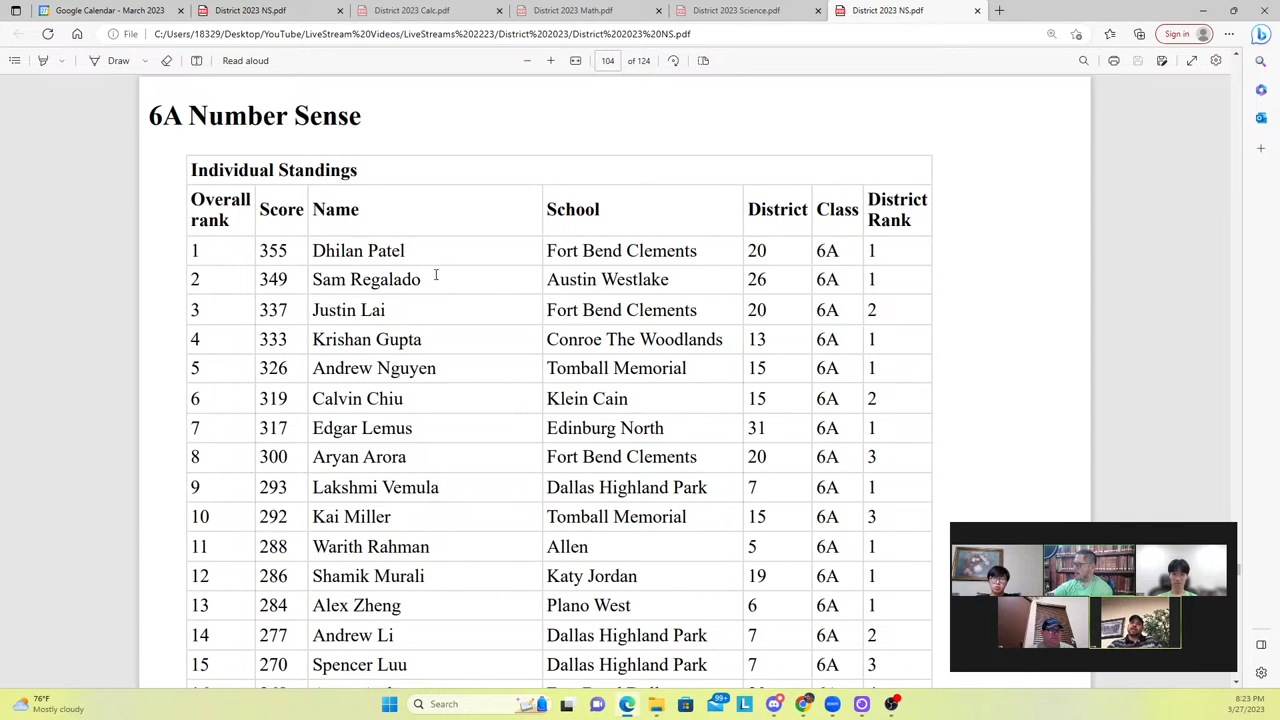 Google Calendar - March 2023
District 2023 NS.pdf
District 2023 Calc.pdf
District 2023 Math.pdf
District 2023 Science.pdf
District 2023 NS.pdf
File
C:/Users/18329/Desktop/YouTube/LiveStream%20Videos/LiveStreams%202223/District%202023/District%202023%20NS.pdf
Sign in
Draw
Read aloud
104 of 124
6A Number Sense
Individual Standings
Overall rank Score Name School District Class District Rank
1 355 Dhilan Patel Fort Bend Clements 20 6A 1
2 349 Sam Regalado Austin Westlake 26 6A 1
3 337 Justin Lai Fort Bend Clements 20 6A 2
4 333 Krishan Gupta Conroe The Woodlands 13 6A 1
5 326 Andrew Nguyen Tomball Memorial 15 6A 1
6 319 Calvin Chiu Klein Cain 15 6A 2
7 317 Edgar Lemus Edinburg North 31 6A 1
8 300 Aryan Arora Fort Bend Clements 20 6A 3
9 293 Lakshmi Vemula Dallas Highland Park 7 6A 1
10 292 Kai Miller Tomball Memorial 15 6A 3
11 288 Warith Rahman Allen 5 6A 1
12 286 Shamik Murali Katy Jordan 19 6A 1
13 284 Alex Zheng Plano West 6 6A 1
14 277 Andrew Li Dallas Highland Park 7 6A 2
15 270 Spencer Luu Dallas Highland Park 7 6A 3
76°F
Mostly cloudy
Search
99+
8:23 PM
3/27/2023